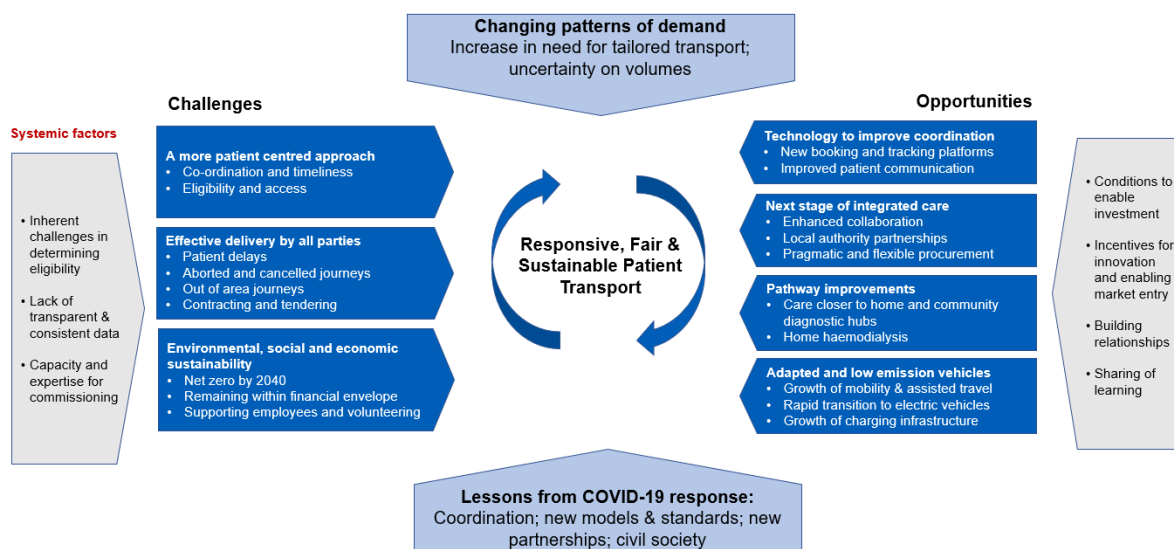 Changing patterns of demand
Increase in need for tailored transport;
uncertainty on volumes
Challenges
Opportunities
Systemic factors
• Inherent
challenges in
determining
eligibility
• Lack of
transparent &
consistent data
• Capacity and
expertise for
commissioning
A more patient centred approach
• Co-ordination and timeliness
• Eligibility and access
Effective delivery by all parties
• Patient delays
• Aborted and cancelled journeys
• Out of area journeys
• Contracting and tendering
Environmental, social and economic
sustainability
• Net zero by 2040
• Remaining within financial envelope
• Supporting employees and volunteering
Responsive, Fair &
Sustainable Patient
Transport
Technology to improve coordination
• New booking and tracking platforms
• Improved patient communication
Next stage of integrated care
• Enhanced collaboration
• Local authority partnerships
• Pragmatic and flexible procurement
Pathway improvements
• Care closer to home and community
diagnostic hubs
• Home haemodialysis
Adapted and low emission vehicles
• Growth of mobility & assisted travel
• Rapid transition to electric vehicles
• Growth of charging infrastructure
• Conditions to
enable
investment
• Incentives for
innovation
and enabling
market entry
• Building
relationships
• Sharing of
learning
Lessons from COVID-19 response:
Coordination; new models & standards; new
partnerships; civil society